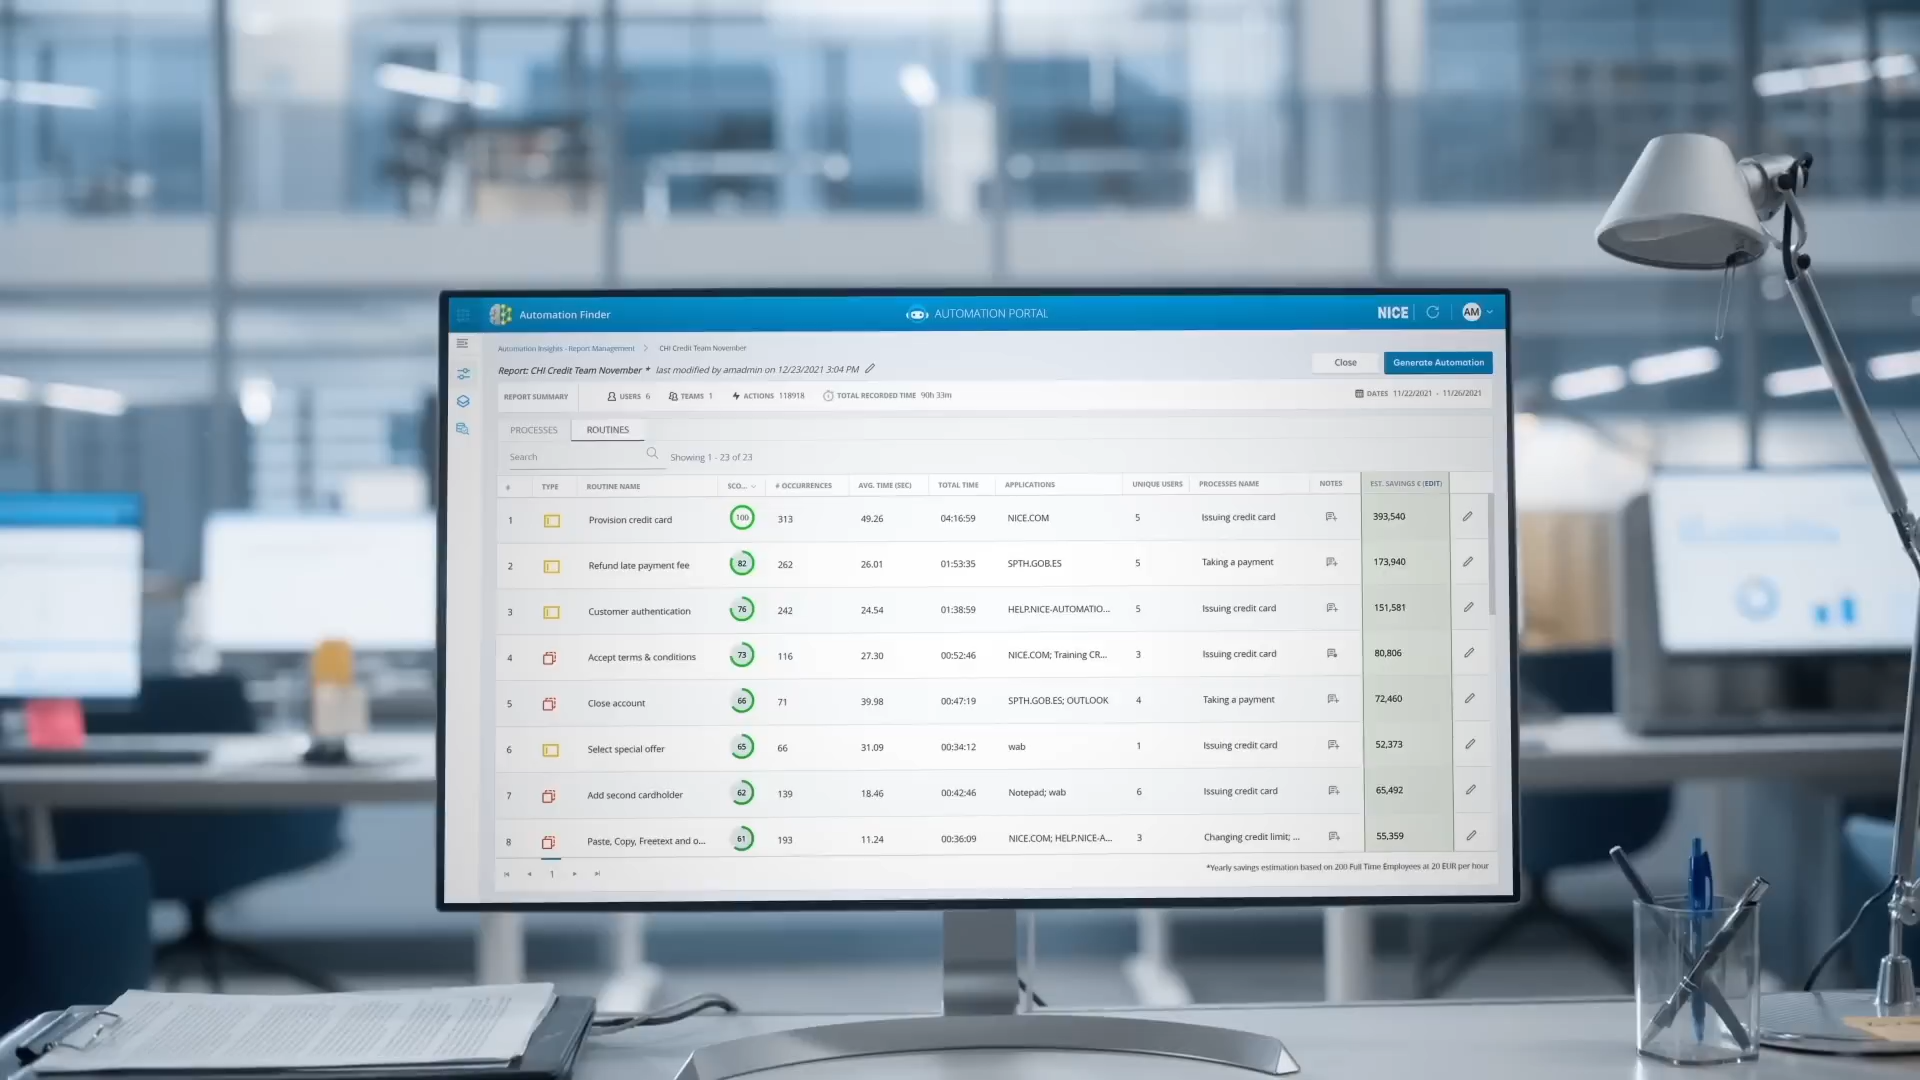 Automation Finder
AUTOMATION PORTAL
NICE
AM
Automation Insights - Report Management > CHI Credit Team November
Report: CHI Credit Team November * last modified by amadmin on 12/23/2021 3:04 PM
Close
Generate Automation
REPORT SUMMARY USERS 6 TEAMS 1 ACTIONS 118918 TOTAL RECORDED TIME 90h 33m DATES 11/22/2021 - 11/26/2021
PROCESSES ROUTINES
Search Showing 1 - 23 of 23
# TYPE ROUTINE NAME SCO... # OCCURRENCES AVG. TIME (SEC) TOTAL TIME APPLICATIONS UNIQUE USERS PROCESSES NAME NOTES EST. SAVINGS € (EDIT)
1 Provision credit card 100 313 49.26 04:16:59 NICE.COM 5 Issuing credit card 393,540
2 Refund late payment fee 82 262 26.01 01:53:35 SPTH.GOB.ES 5 Taking a payment 173,940
3 Customer authentication 76 242 24.54 01:38:59 HELP.NICE-AUTOMATIO... 5 Issuing credit card 151,581
4 Accept terms & conditions 73 116 27.30 00:52:46 NICE.COM; Training CR... 3 Issuing credit card 80,806
5 Close account 66 71 39.98 00:47:19 SPTH.GOB.ES; OUTLOOK 4 Taking a payment 72,460
6 Select special offer 65 66 31.09 00:34:12 wab 1 Issuing credit card 52,373
7 Add second cardholder 62 139 18.46 00:42:46 Notepad; wab 6 Issuing credit card 65,492
8 Paste, Copy, Freetext and o... 61 193 11.24 00:36:09 NICE.COM; HELP.NICE-A... 3 Changing credit limit; ... 55,359
1
*Yearly savings estimation based on 200 Full Time Employees at 20 EUR per hour